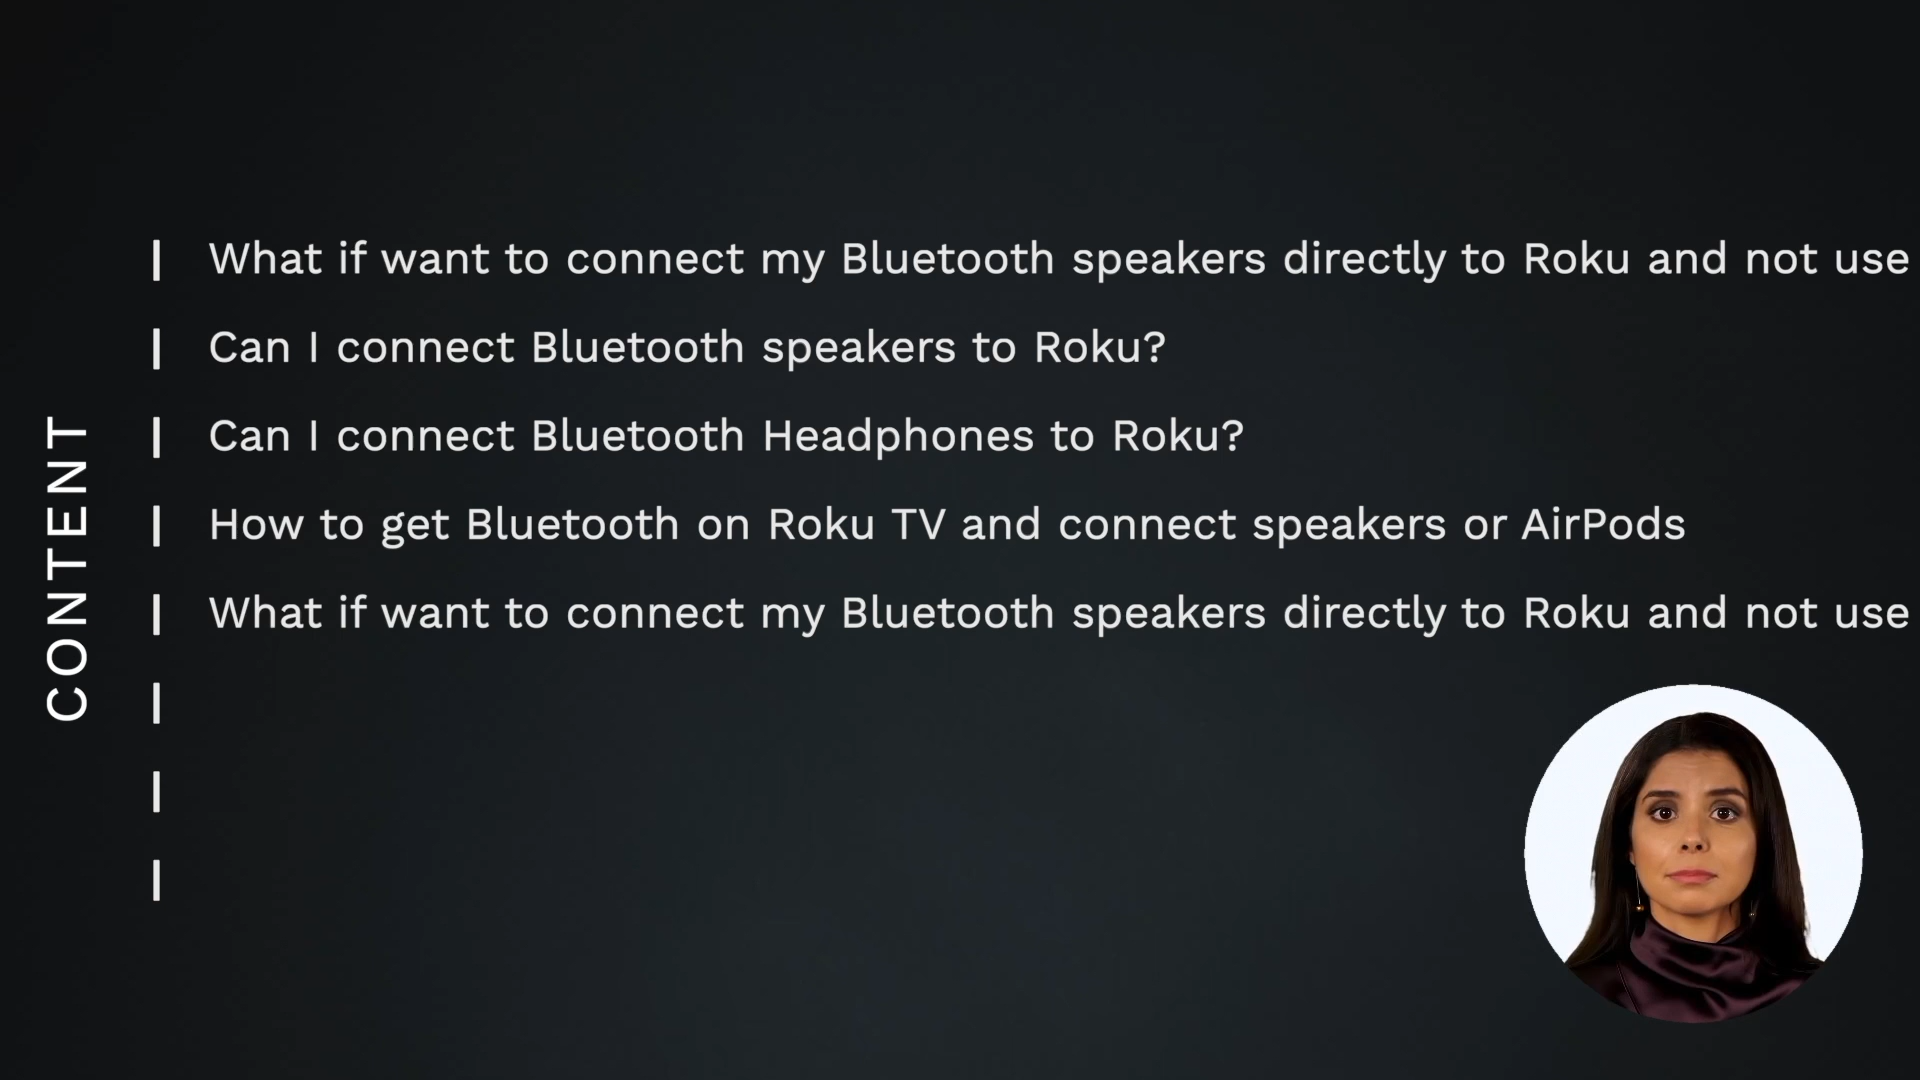 CONTENT
What if want to connect my Bluetooth speakers directly to Roku and not use
Can I connect Bluetooth speakers to Roku?
Can I connect Bluetooth Headphones to Roku?
How to get Bluetooth on Roku TV and connect speakers or AirPods
What if want to connect my Bluetooth speakers directly to Roku and not use